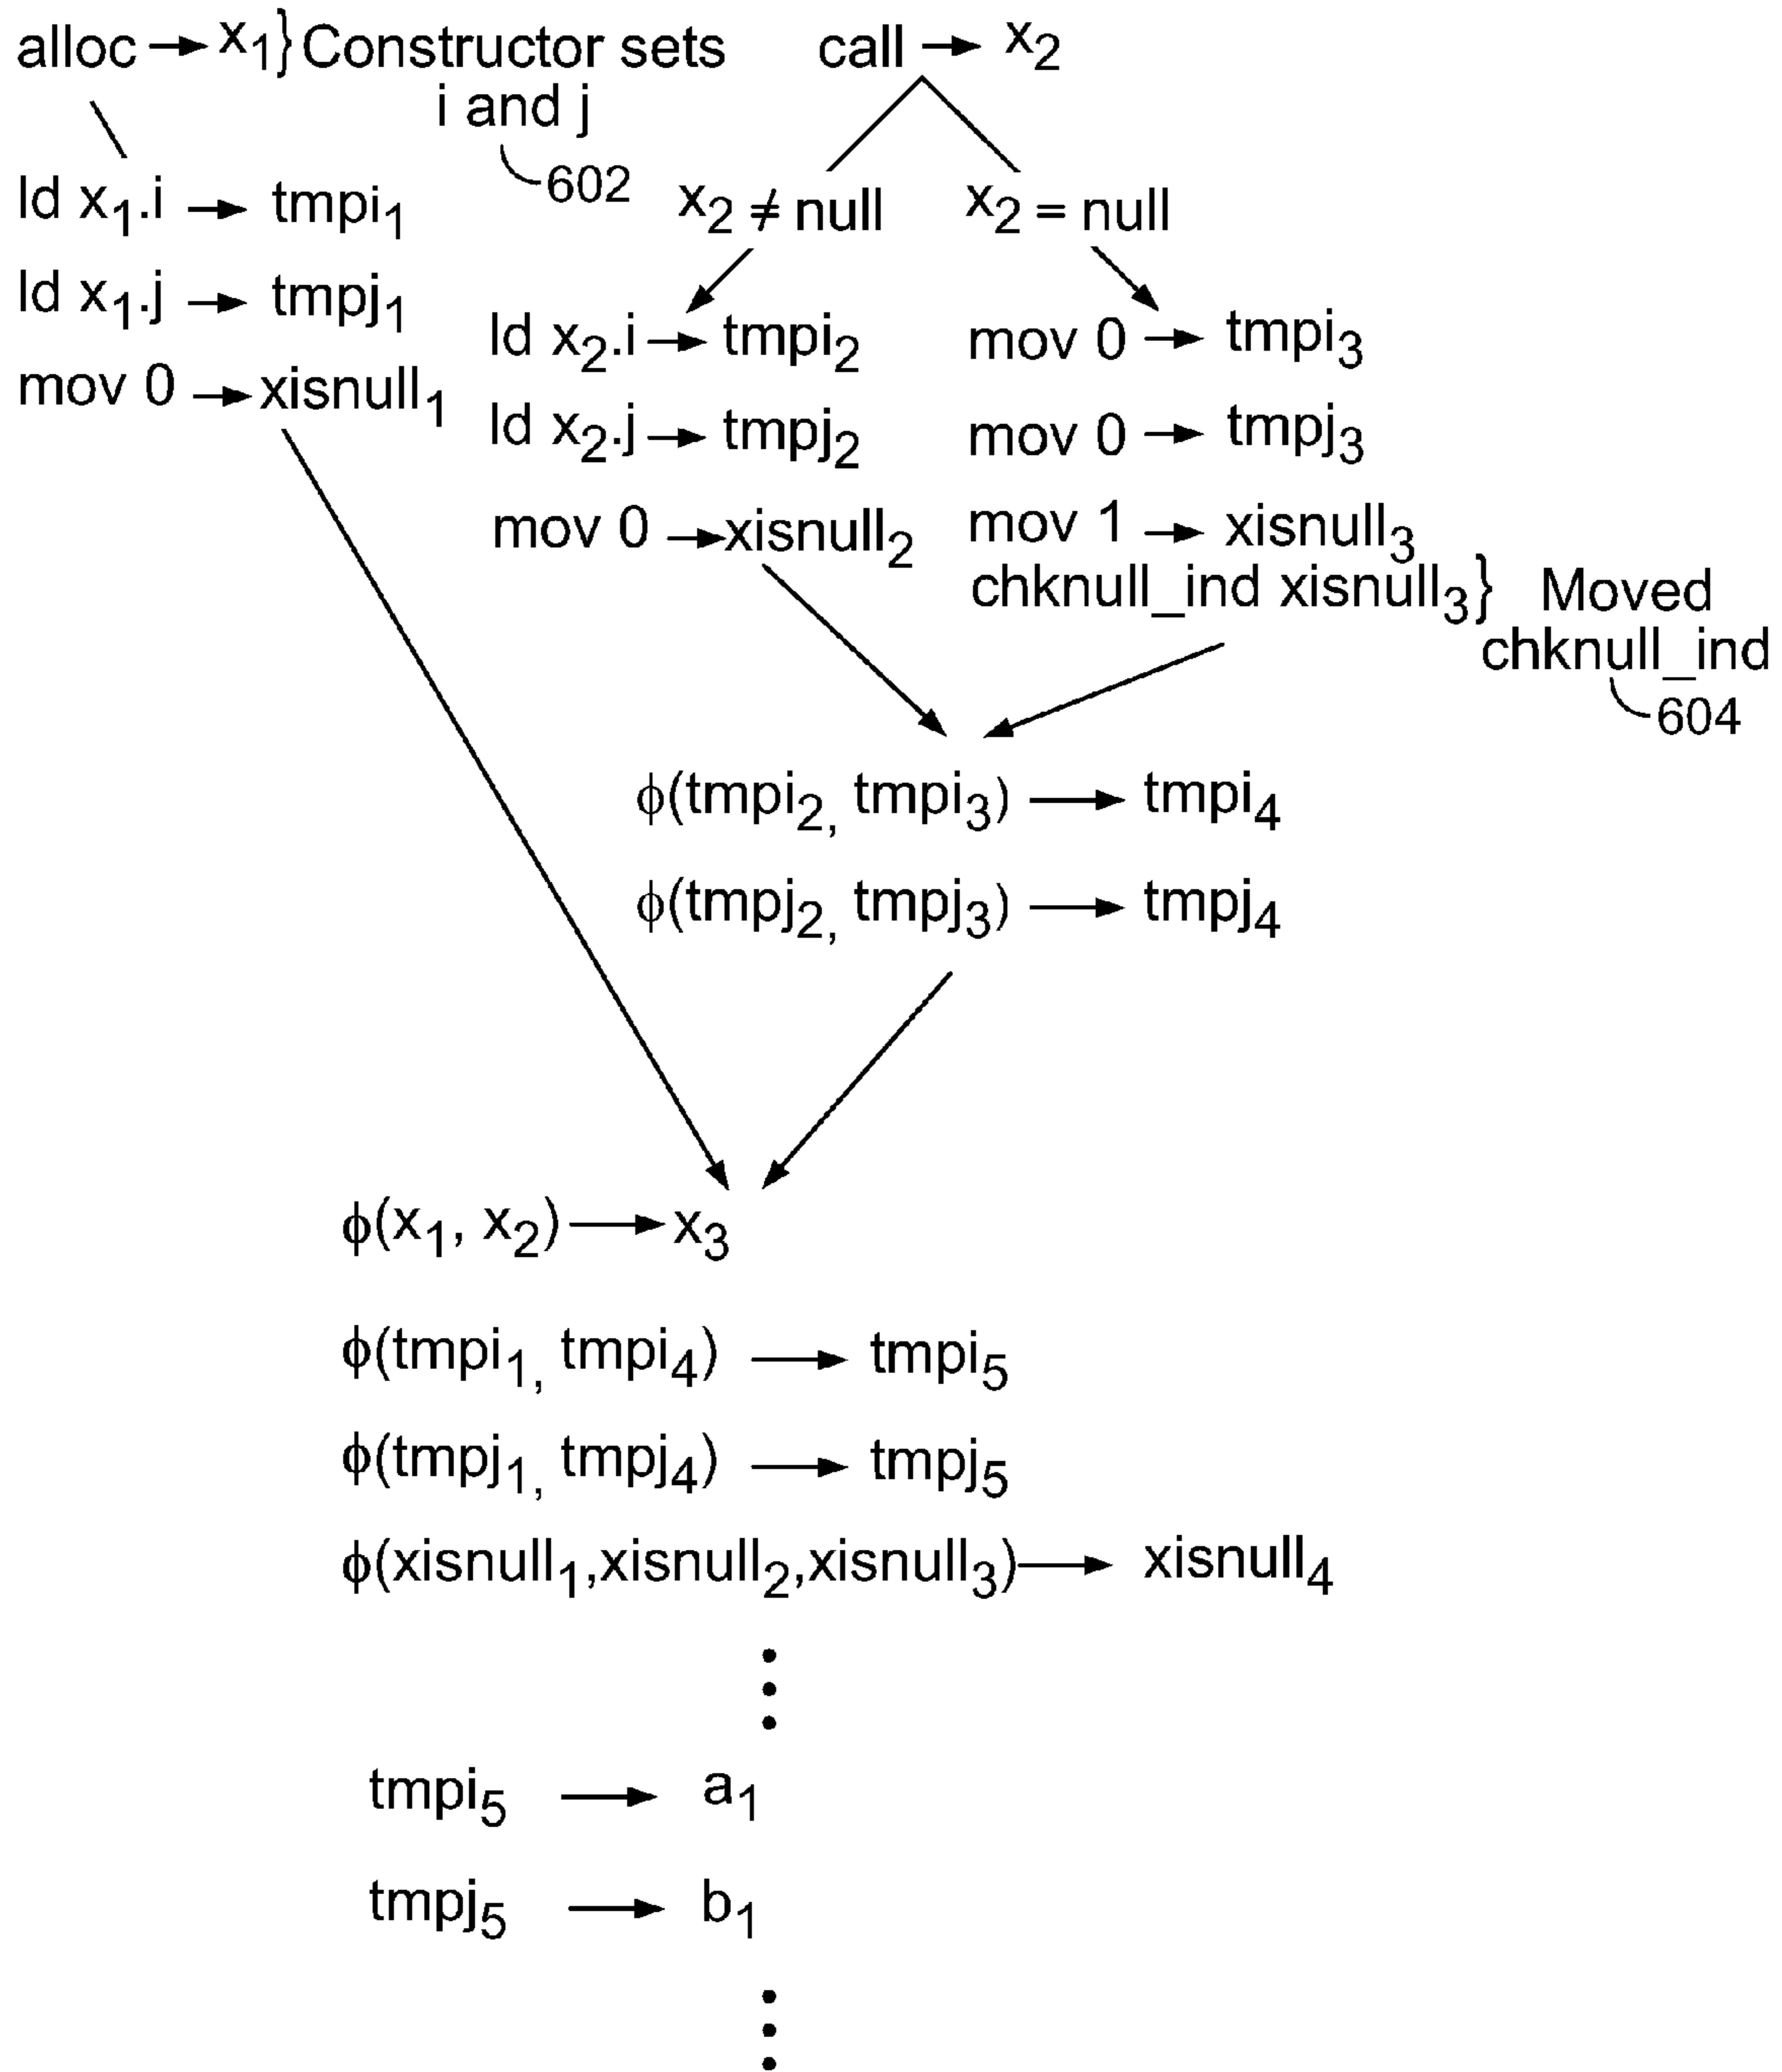 alloc → x₁} Constructor sets
i and j
602
ld x₁.i → tmpi₁
ld x₁.j → tmpj₁
mov 0 → xisnull₁
call → x₂
x₂ ≠ null
x₂ = null
ld x₂.i → tmpi₂
ld x₂.j → tmpj₂
mov 0 → xisnull₂
mov 0 → tmpi₃
mov 0 → tmpj₃
mov 1 → xisnull₃
chknull_ind xisnull₃} Moved
chknull_ind
604
ϕ(tmpi₂, tmpi₃) → tmpi₄
ϕ(tmpj₂, tmpj₃) → tmpj₄
ϕ(x₁, x₂) → x₃
ϕ(tmpi₁, tmpi₄) → tmpi₅
ϕ(tmpj₁, tmpj₄) → tmpj₅
ϕ(xisnull₁,xisnull₂,xisnull₃) → xisnull₄
tmpi₅ → a₁
tmpj₅ → b₁